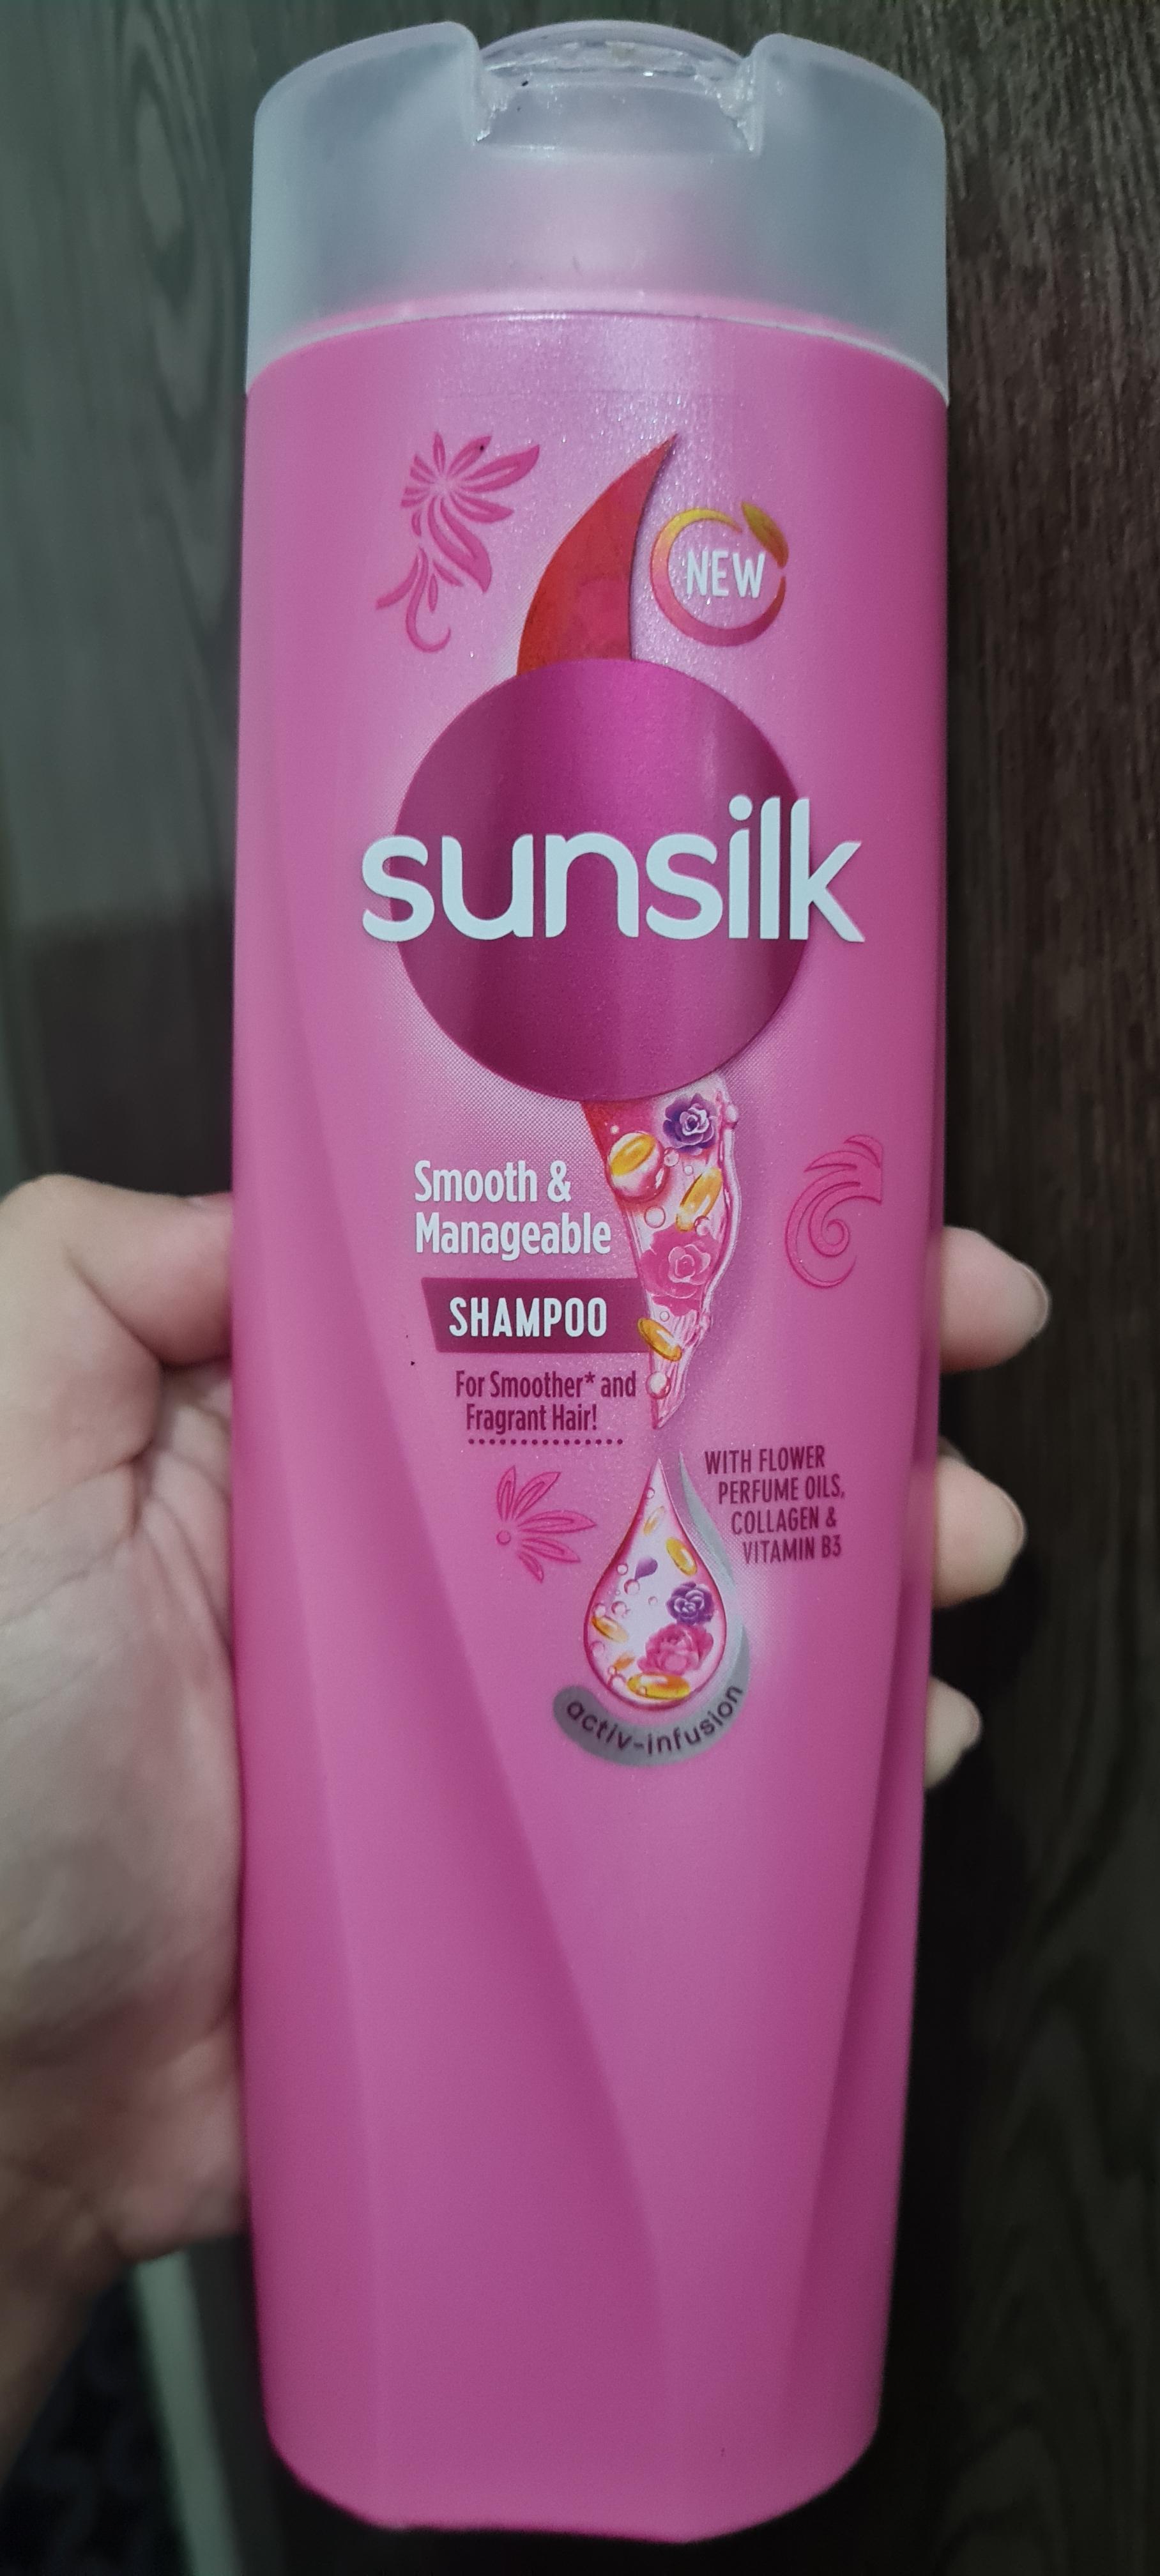 NEW
sunsilk
Smooth &
Manageable
SHAMPOO
For Smoother* and
Fragrant Hair!
WITH FLOWER
PERFUME OILS,
COLLAGEN &
VITAMIN B3
activ-infusion